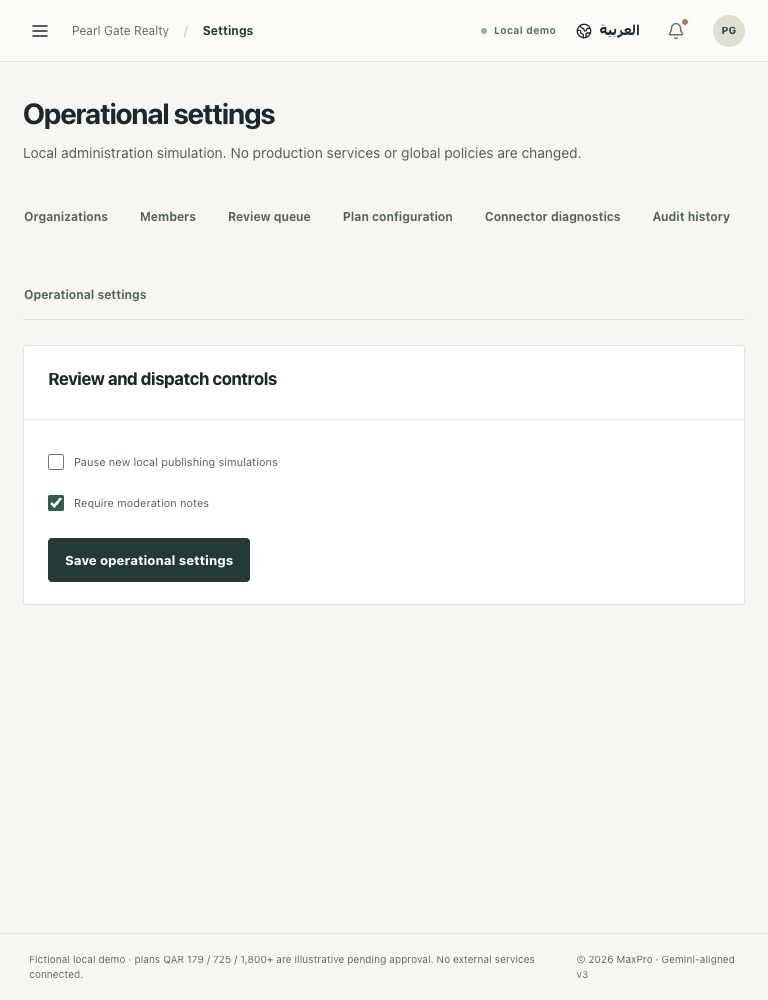 Pearl Gate Realty / Settings Local demo العربية PG
Operational settings
Local administration simulation. No production services or global policies are changed.
Organizations Members Review queue Plan configuration Connector diagnostics Audit history
Operational settings
Review and dispatch controls
Pause new local publishing simulations
Require moderation notes
Save operational settings
Fictional local demo · plans QAR 179 / 725 / 1,800+ are illustrative pending approval. No external services
connected.
© 2026 MaxPro · Gemini-aligned
v3